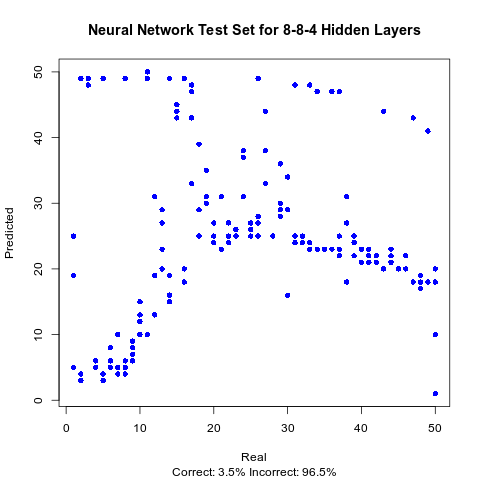 Neural Network Test Set for 8-8-4 Hidden Layers
50
40
30
20
10
0
Predicted
0 10 20 30 40 50
Real
Correct: 3.5% Incorrect: 96.5%